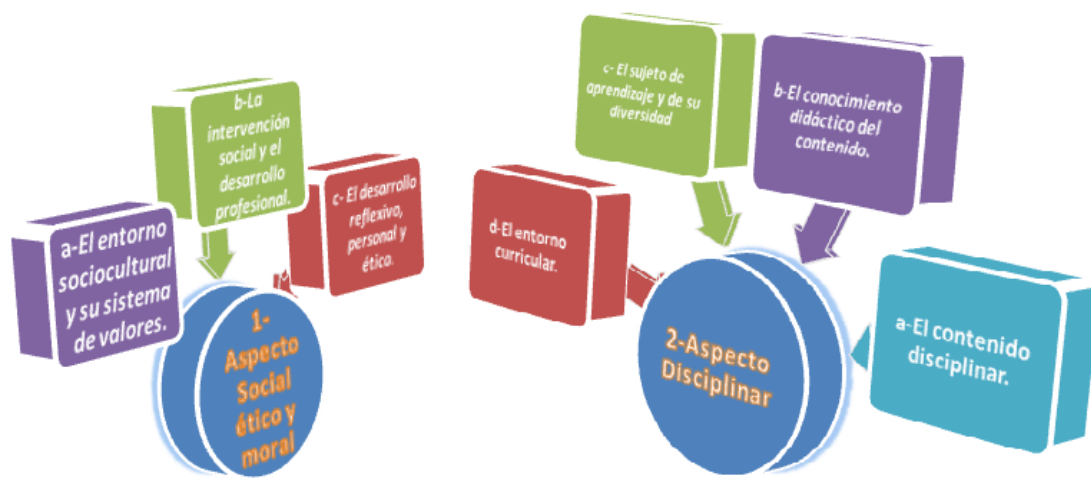 a-El entorno
sociocultural
y su sistema
de valores.
b-La
intervención
social y el
desarrollo
profesional.
c- El desarrollo
reflexivo,
personal y
ético.
1-
Aspecto
Social
ético y
moral
d-El entorno
curricular.
c- El sujeto de
aprendizaje y de su
diversidad
b-El conocimiento
didáctico del
contenido.
a-El contenido
disciplinar.
2-Aspecto
Disciplinar